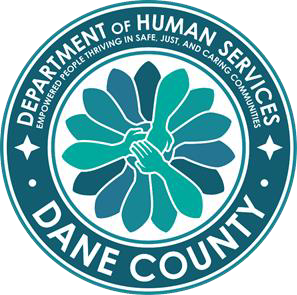 DEPARTMENT OF HUMAN SERVICES
EMPOWERED PEOPLE THRIVING IN SAFE, JUST, AND CARING COMMUNITIES
DANE COUNTY